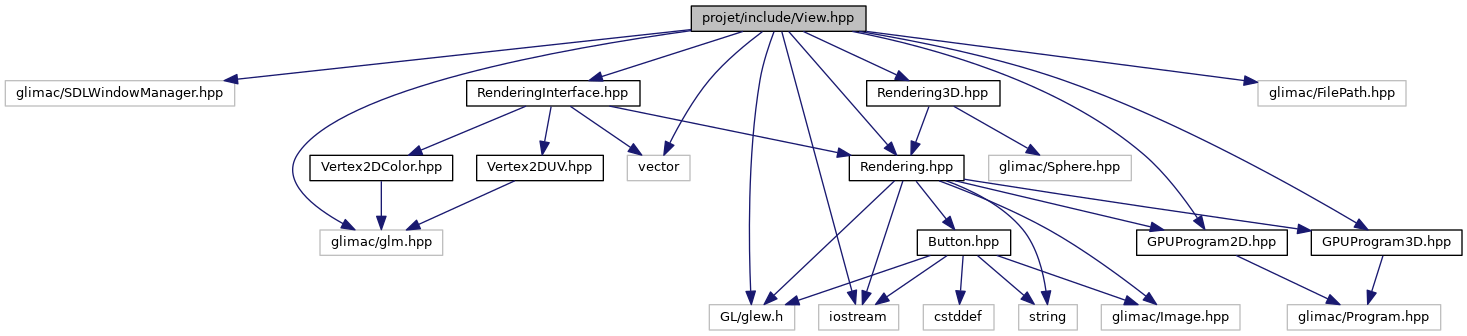 projet/include/View.hpp
glimac/SDLWindowManager.hpp
RenderingInterface.hpp
Rendering3D.hpp
glimac/FilePath.hpp
Vertex2DColor.hpp
Vertex2DUV.hpp
vector
Rendering.hpp
glimac/Sphere.hpp
glimac/glm.hpp
Button.hpp
GPUProgram2D.hpp
GPUProgram3D.hpp
GL/glew.h
iostream
cstddef
string
glimac/Image.hpp
glimac/Program.hpp